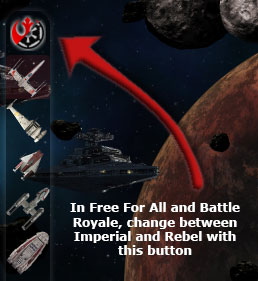 In Free For All and Battle
Royale, change between
Imperial and Rebel with
this button